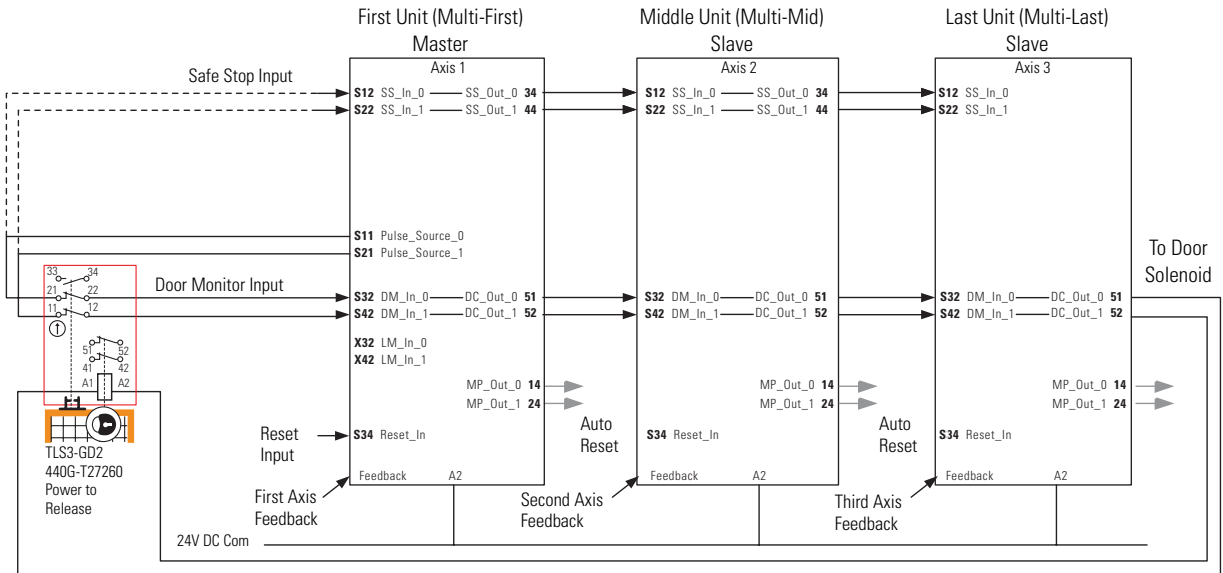 First Unit (Multi-First)
Master
Middle Unit (Multi-Mid)
Slave
Last Unit (Multi-Last)
Slave
Axis 1
Axis 2
Axis 3
Safe Stop Input
S12 SS_In_0 SS_Out_0 34
S22 SS_In_1 SS_Out_1 44
S12 SS_In_0 SS_Out_0 34
S22 SS_In_1 SS_Out_1 44
S12 SS_In_0
S22 SS_In_1
S11 Pulse_Source_0
S21 Pulse_Source_1
To Door
Solenoid
33 34
21 22
11 12
51 52
41 42
A1 A2
Door Monitor Input
S32 DM_In_0 DC_Out_0 51
S42 DM_In_1 DC_Out_1 52
S32 DM_In_0 DC_Out_0 51
S42 DM_In_1 DC_Out_1 52
S32 DM_In_0 DC_Out_0 51
S42 DM_In_1 DC_Out_1 52
X32 LM_In_0
X42 LM_In_1
MP_Out_0 14
MP_Out_1 24
MP_Out_0 14
MP_Out_1 24
MP_Out_0 14
MP_Out_1 24
Reset
Input
S34 Reset_In
Auto
Reset
S34 Reset_In
Auto
Reset
S34 Reset_In
TLS3-GD2
440G-T27260
Power to
Release
Feedback A2
Feedback A2
Feedback A2
First Axis
Feedback
Second Axis
Feedback
Third Axis
Feedback
24V DC Com